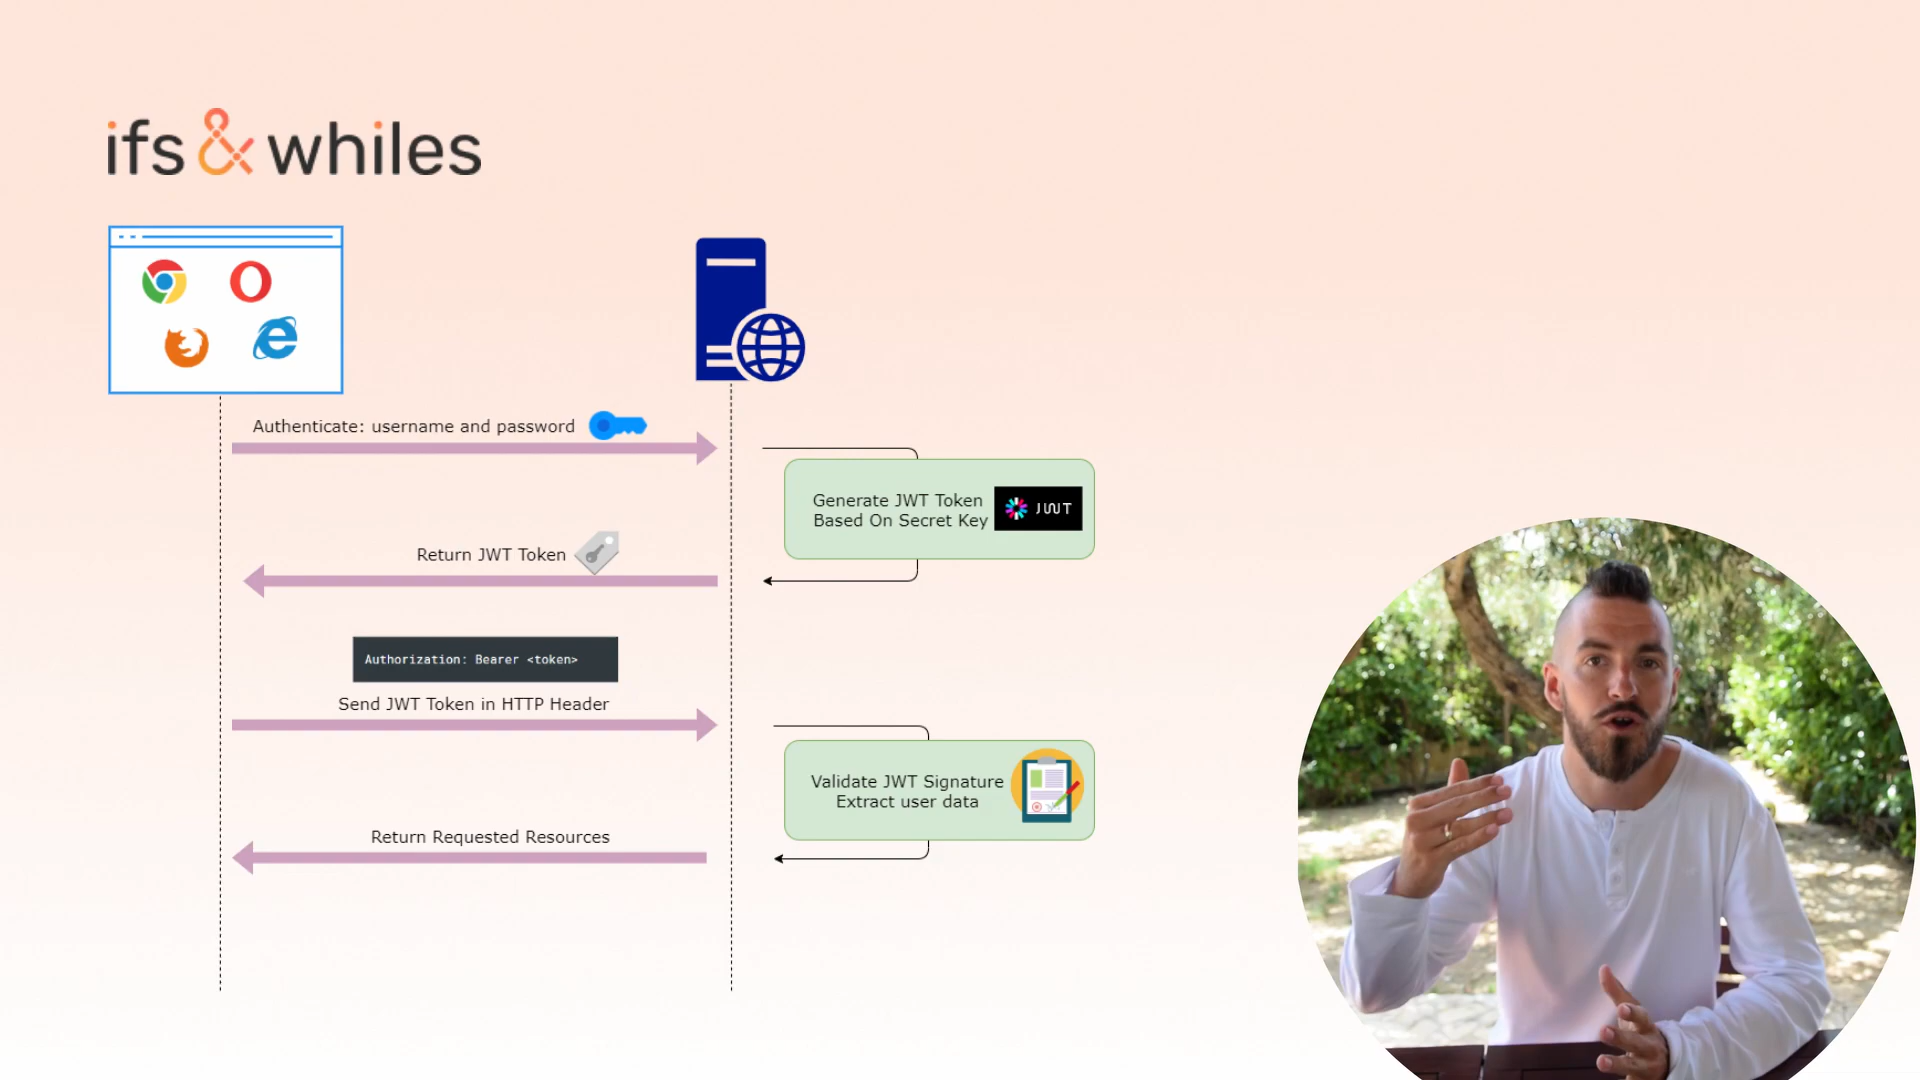 ifs & whiles
Authenticate: username and password
Generate JWT Token
Based On Secret Key
JWT
Return JWT Token
Authorization: Bearer <token>
Send JWT Token in HTTP Header
Validate JWT Signature
Extract user data
Return Requested Resources